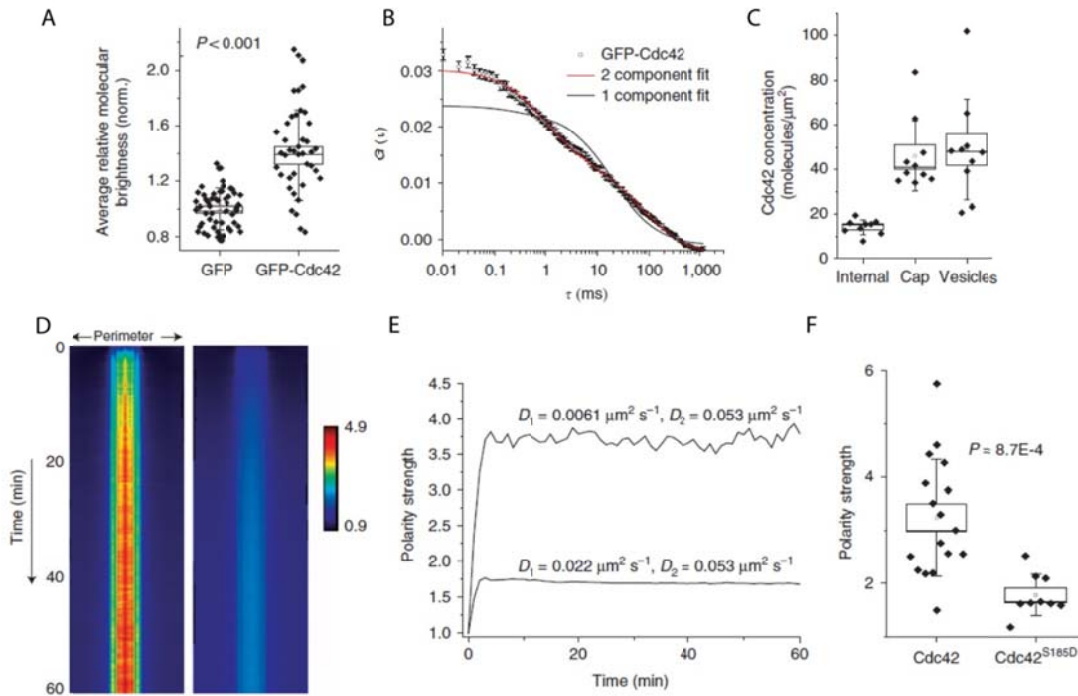 A
P<0.001
Average relative molecular
brightness (norm.)
2.0
1.6
1.2
0.8
GFP
GFP-Cdc42
B
GFP-Cdc42
2 component fit
1 component fit
G(τ)
0.03
0.02
0.01
0.00
0.01
0.1
1
10
100
1,000
τ (ms)
C
Cdc42 concentration
(molecules/μm²)
100
80
60
40
20
0
Internal
Cap
Vesicles
D
Perimeter
0
20
40
60
Time (min)
4.9
0.9
E
Polarity strength
4.5
4.0
3.5
3.0
2.5
2.0
1.5
1.0
D₁ = 0.0061 μm² s⁻¹, D₂ = 0.053 μm² s⁻¹
D₁ = 0.022 μm² s⁻¹, D₂ = 0.053 μm² s⁻¹
0
20
40
60
Time (min)
F
Polarity strength
6
4
2
P = 8.7E-4
Cdc42
Cdc42^S185D